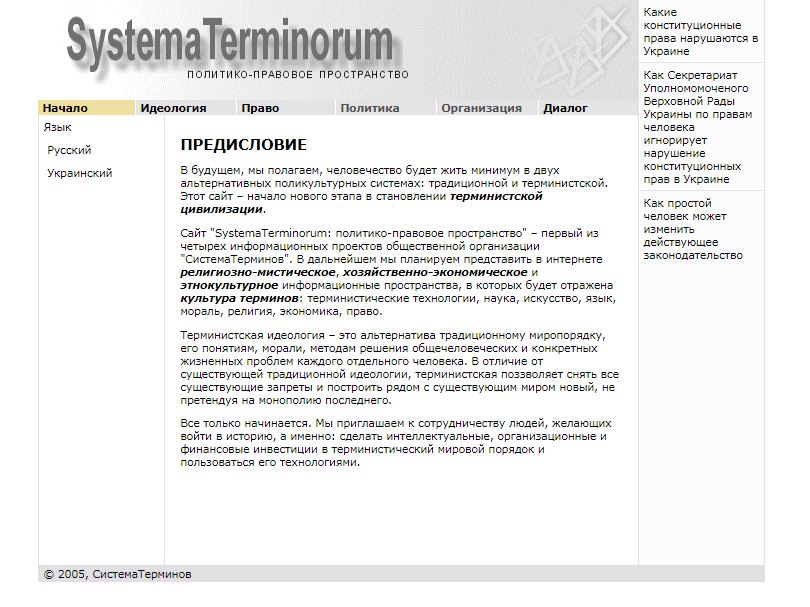 SystemaTerminorum
ПОЛИТИКО-ПРАВОВОЕ ПРОСТРАНСТВО
Начало Идеология Право Политика Организация Диалог
Язык
Русский
Украинский
ПРЕДИСЛОВИЕ
В будущем, мы полагаем, человечество будет жить минимум в двух
альтернативных поликультурных системах: традиционной и терминистской.
Этот сайт – начало нового этапа в становлении терминистской
цивилизации.
Сайт "SystemaTerminorum: политико-правовое пространство" – первый из
четырех информационных проектов общественной организации
"СистемаТерминов". В дальнейшем мы планируем представить в интернете
религиозно-мистическое, хозяйственно-экономическое и
этнокультурное информационные пространства, в которых будет отражена
культура терминов: терминистические технологии, наука, искусство, язык,
мораль, религия, экономика, право.
Терминистская идеология – это альтернатива традиционному миропорядку,
его понятиям, морали, методам решения общечеловеческих и конкретных
жизненных проблем каждого отдельного человека. В отличие от
существующей традиционной идеологии, терминистская поззволяет снять все
существующие запреты и построить рядом с существующим миром новый, не
претендуя на монополию последнего.
Все только начинается. Мы приглашаем к сотрудничеству людей, желающих
войти в историю, а именно: сделать интеллектуальные, организационные и
финансовые инвестиции в терминистический мировой порядок и
пользоваться его технологиями.
Какие
конституционные
права нарушаются в
Украине
Как Секретариат
Уполномомоченого
Верховной Рады
Украины по правам
человека
игнорирует
нарушение
конституционных
прав в Украине
Как простой
человек может
изменить
действующее
законодательство
© 2005, СистемаТерминов